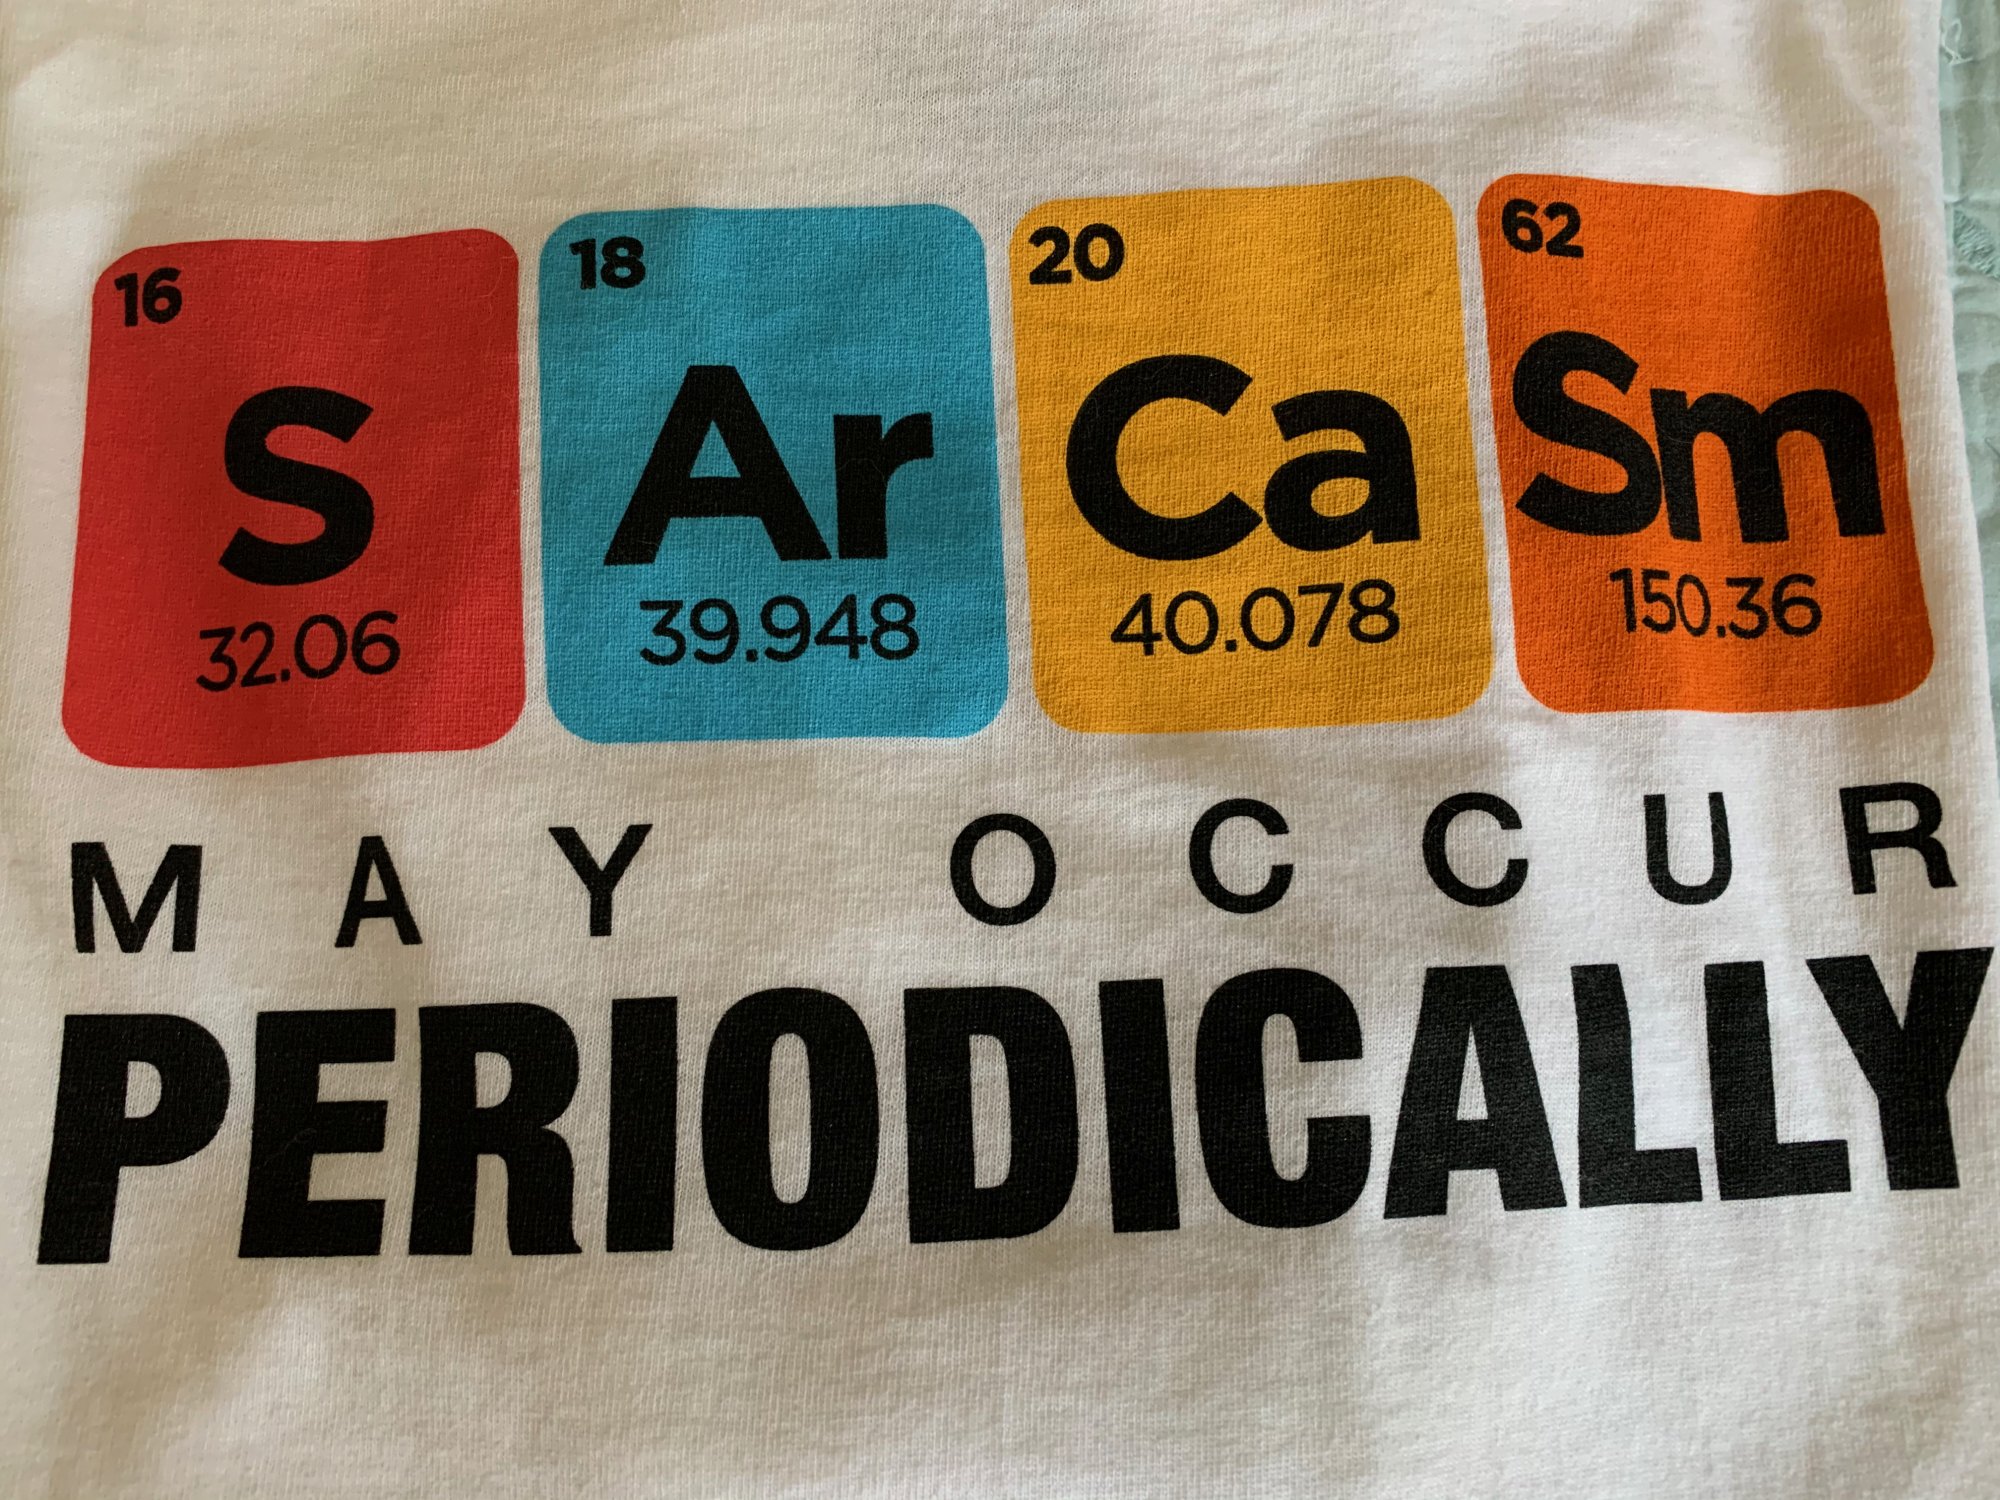 16 18 20 62
S Ar Ca Sm
32.06 39.948 40.078 150.36
MAY OCCUR
PERIODICALLY